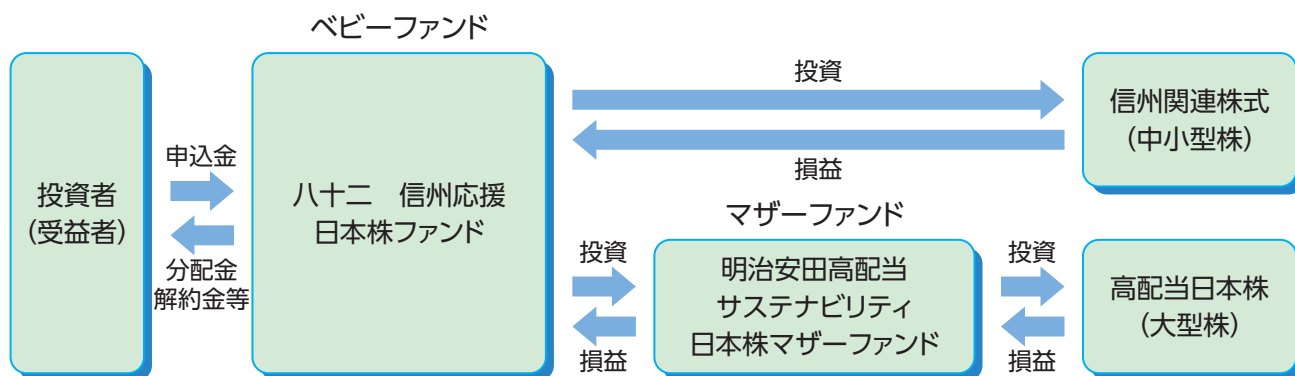 ベビーファンド
投資者
(受益者)
申込金
分配金
解約金等
八十二　信州応援
日本株ファンド
投資
損益
信州関連株式
(中小型株)
マザーファンド
投資
損益
明治安田高配当
サステナビリティ
日本株マザーファンド
投資
損益
高配当日本株
(大型株)